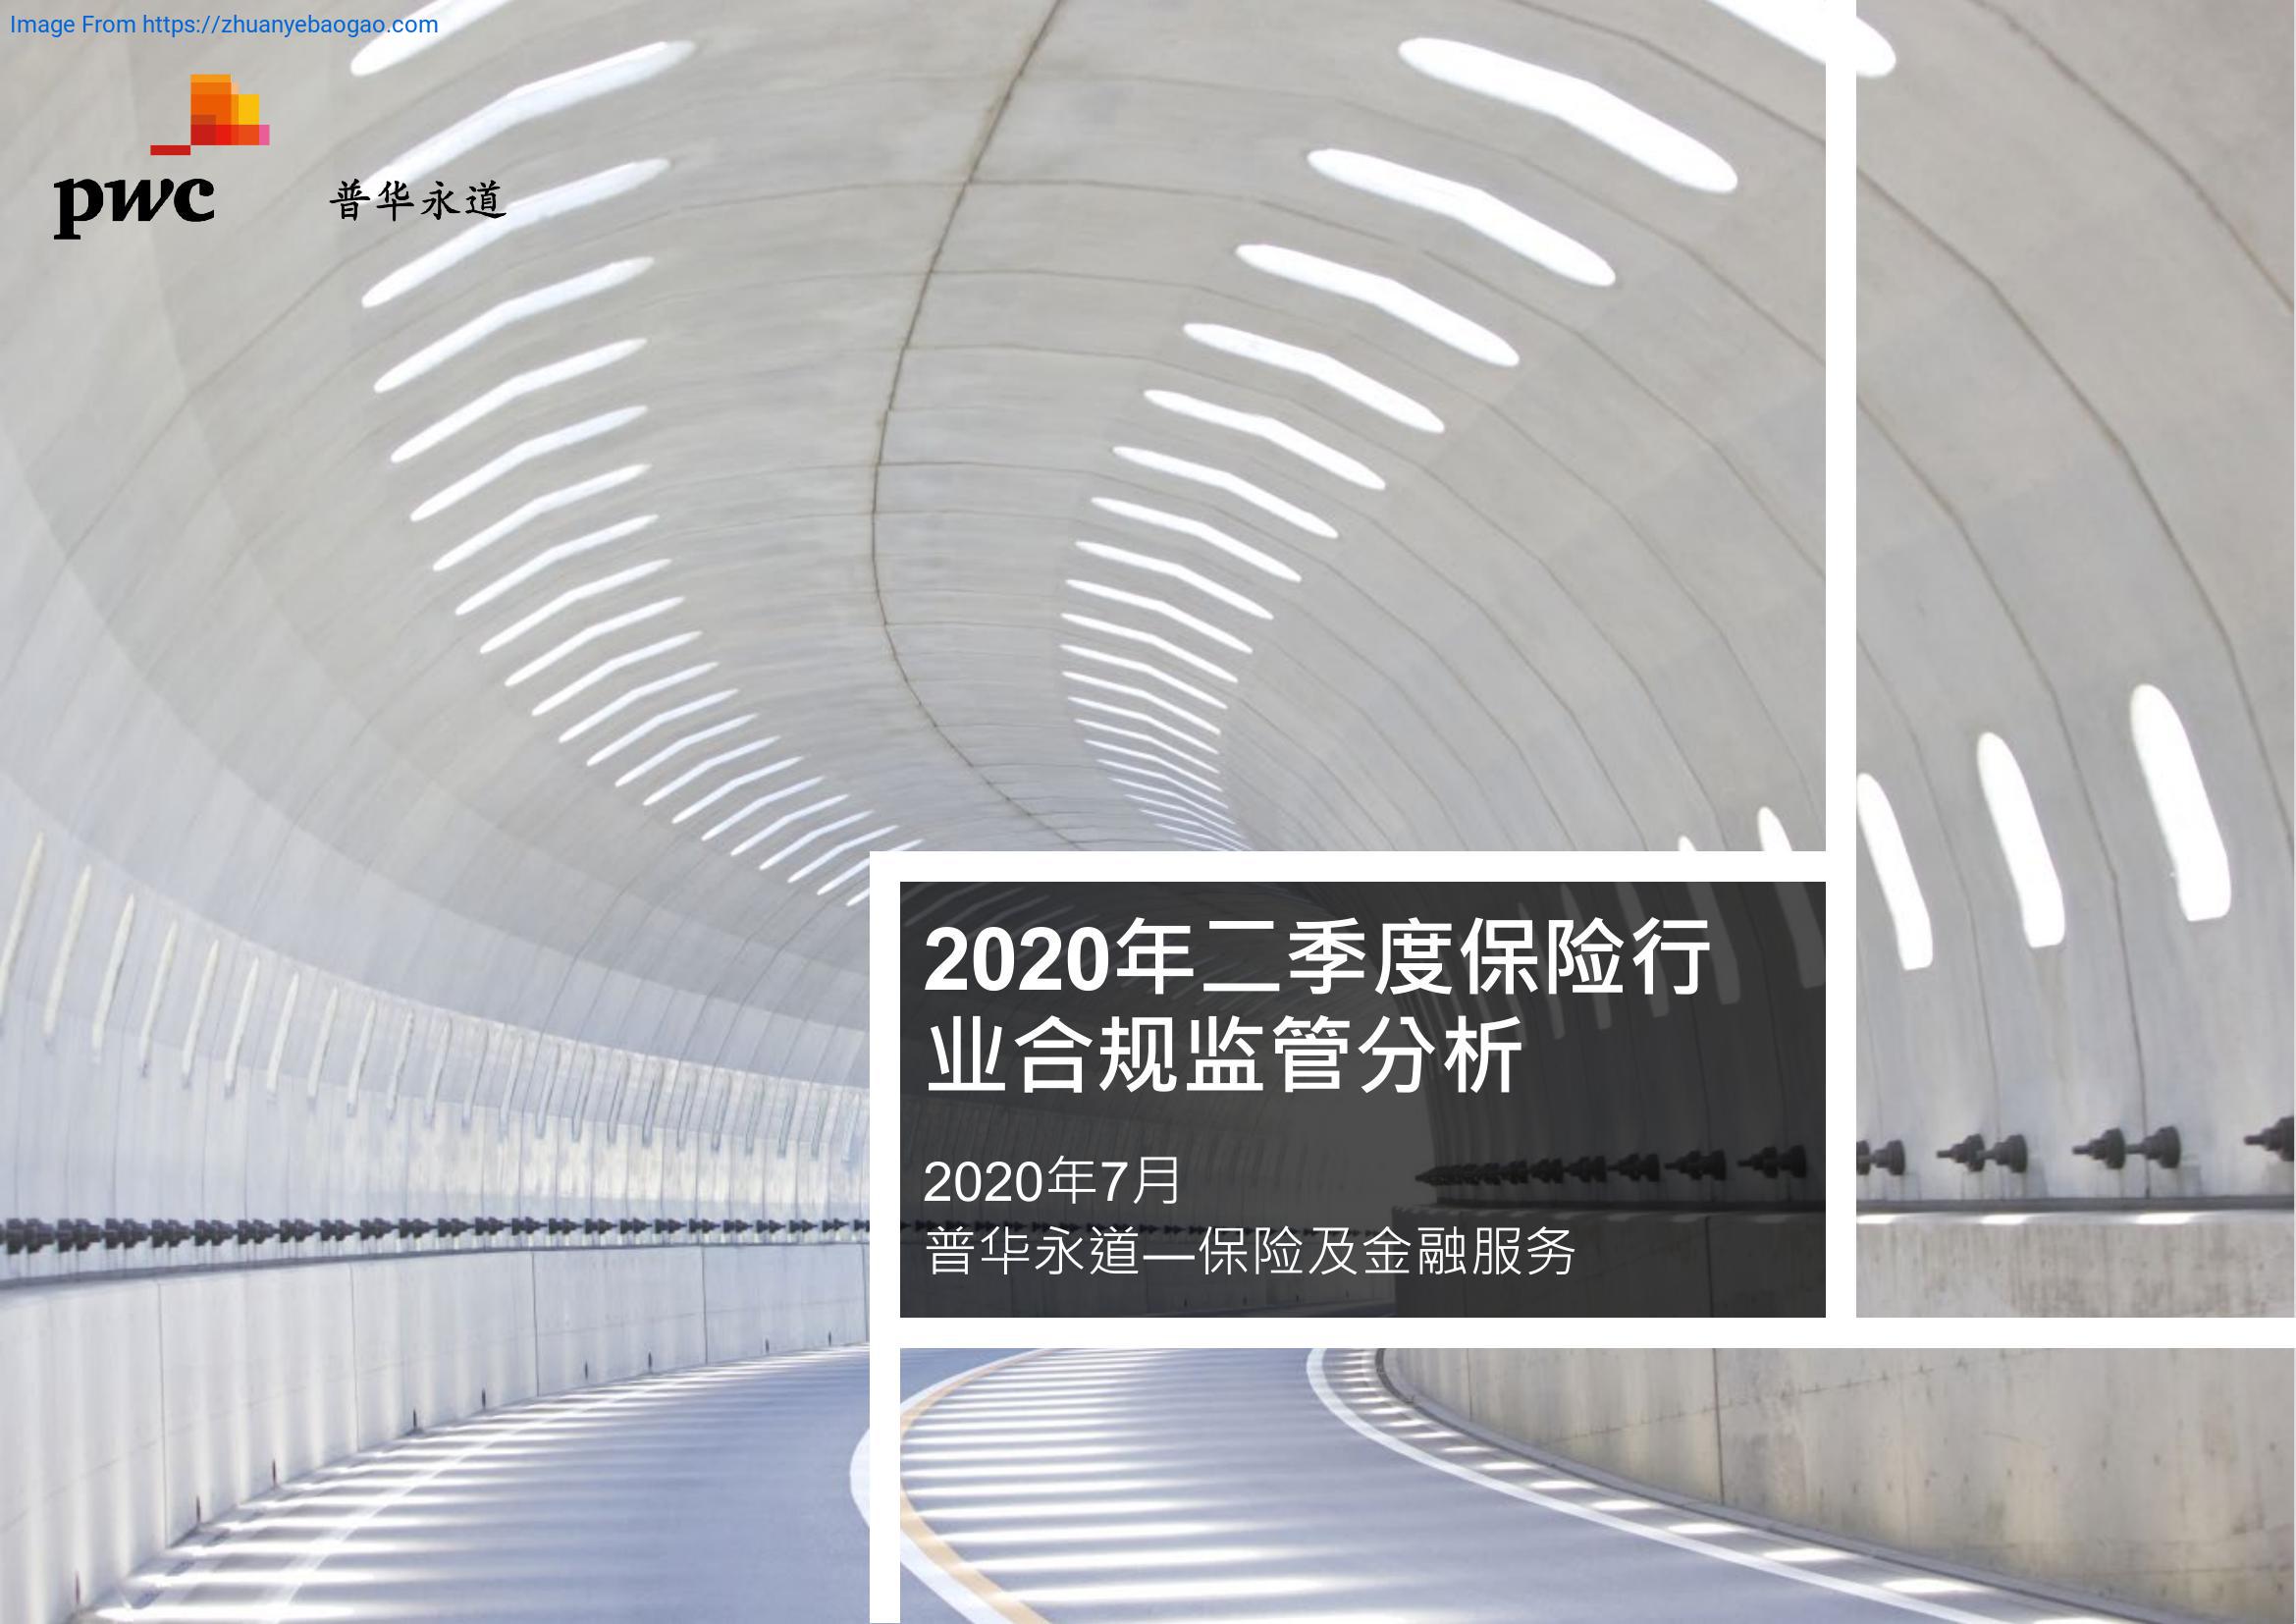 Image From https://zhuanyebaogao.com
pwc 普华永道
2020年二季度保险行
业合规监管分析
2020年7月
普华永道—保险及金融服务